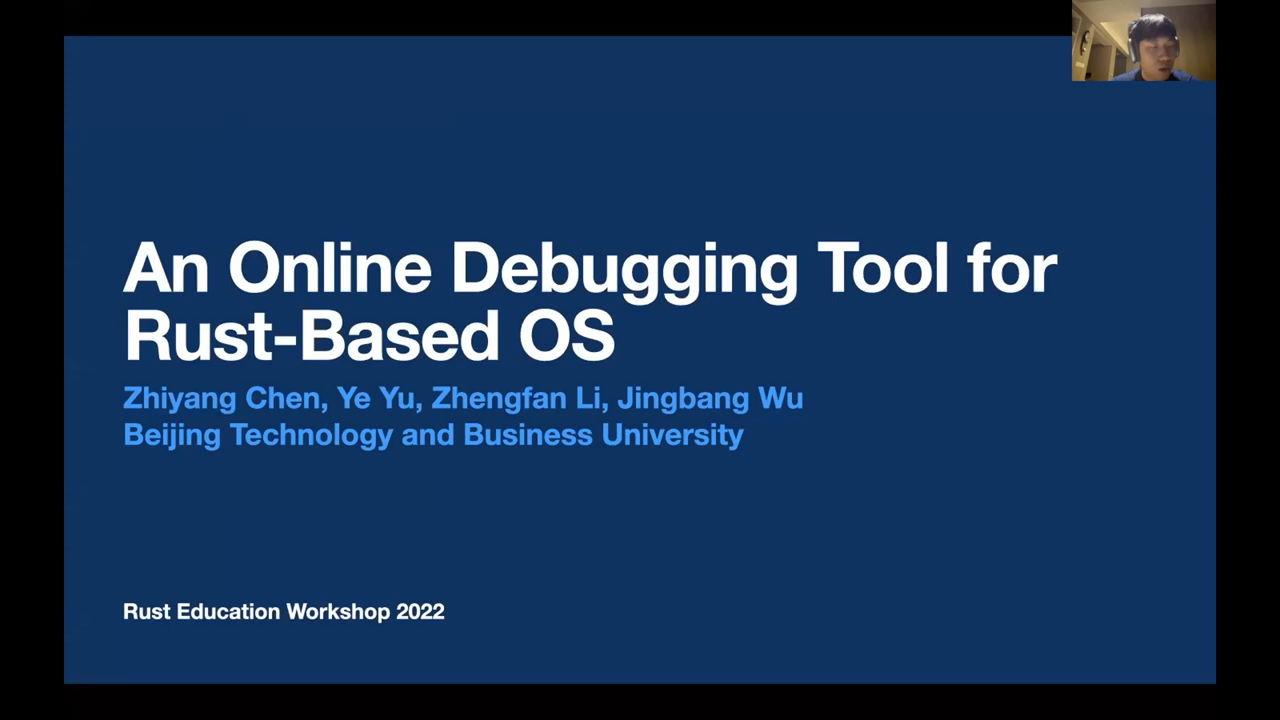 An Online Debugging Tool for
Rust-Based OS
Zhiyang Chen, Ye Yu, Zhengfan Li, Jingbang Wu
Beijing Technology and Business University
Rust Education Workshop 2022